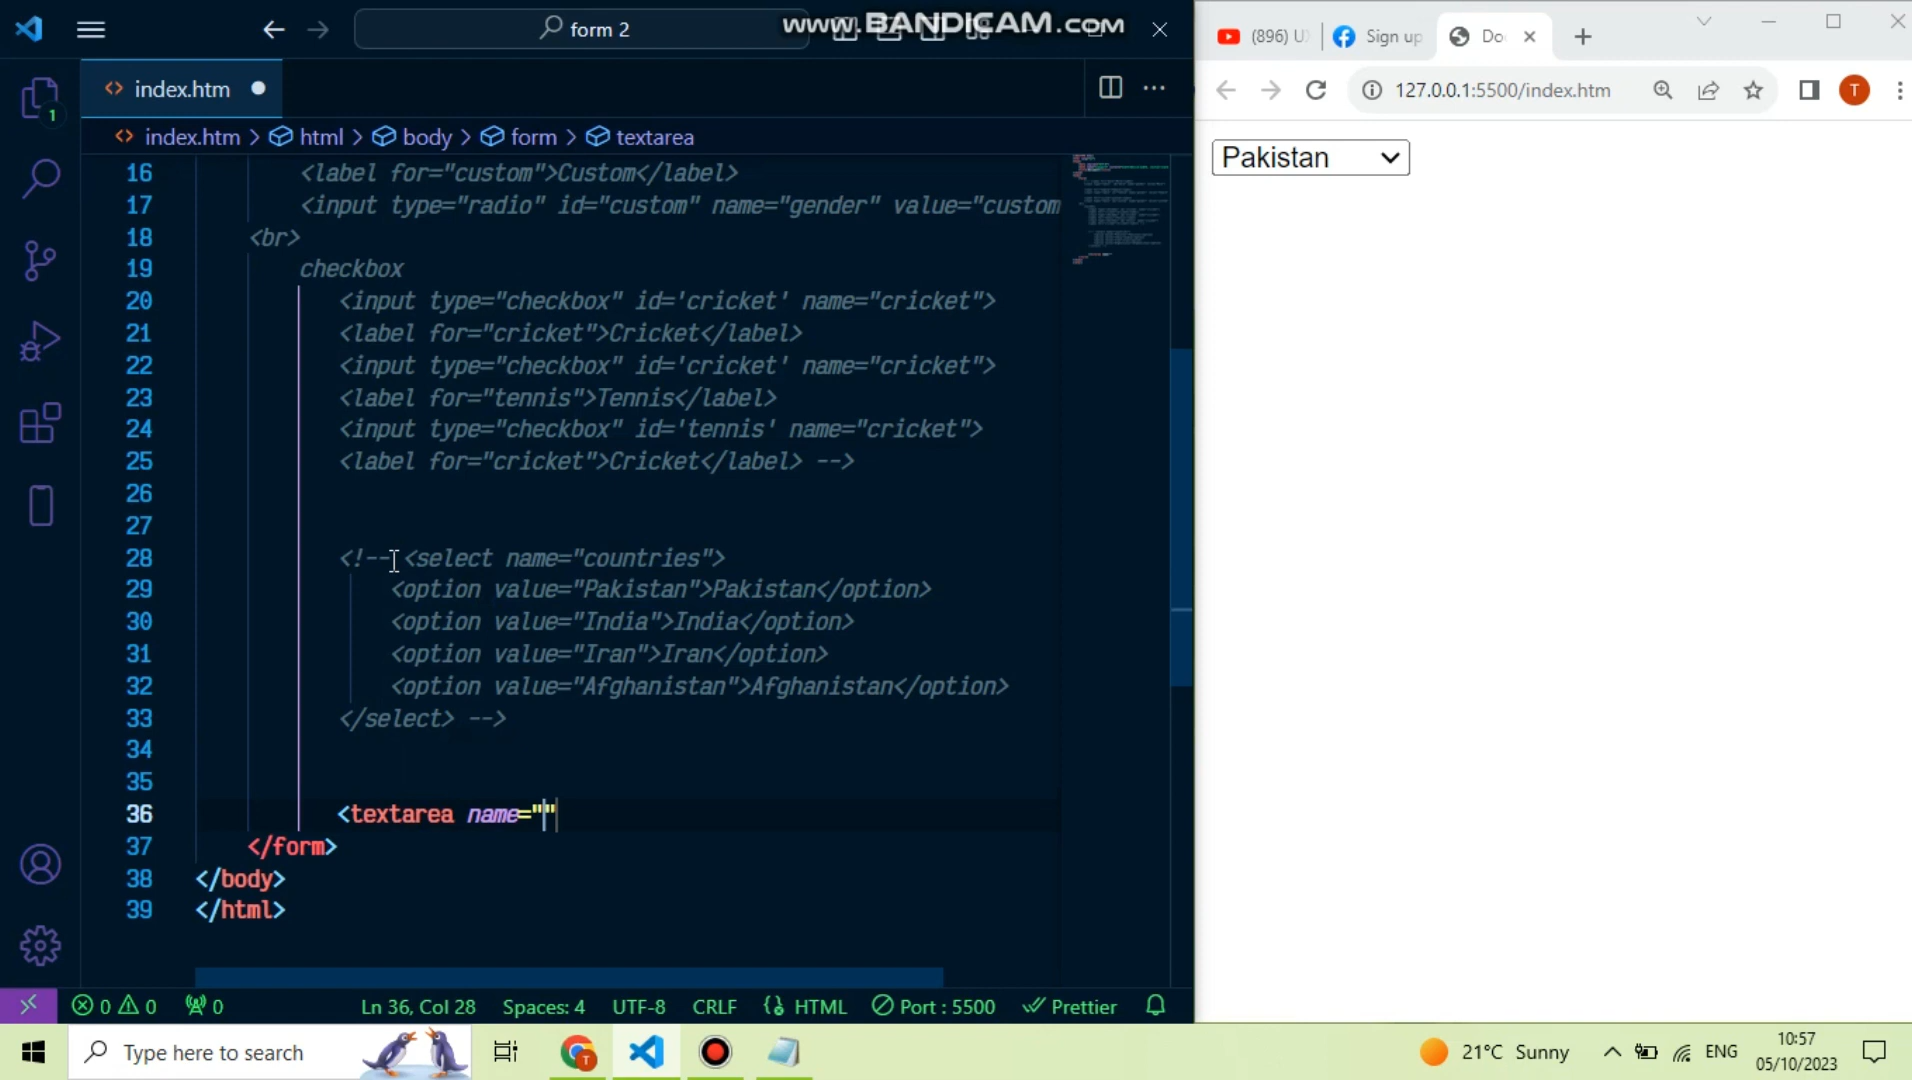 form 2
www.BANDICAM.com
index.htm
index.htm > html > body > form > textarea
16 <label for="custom">Custom</label>
17 <input type="radio" id="custom" name="gender" value="custom
18 <br>
19 checkbox
20 <input type="checkbox" id='cricket' name="cricket">
21 <label for="cricket">Cricket</label>
22 <input type="checkbox" id='cricket' name="cricket">
23 <label for="tennis">Tennis</label>
24 <input type="checkbox" id='tennis' name="cricket">
25 <label for="cricket">Cricket</label> -->
26
27
28 <!-- <select name="countries">
29 <option value="Pakistan">Pakistan</option>
30 <option value="India">India</option>
31 <option value="Iran">Iran</option>
32 <option value="Afghanistan">Afghanistan</option>
33 </select> -->
34
35
36 <textarea name=""
37 </form>
38 </body>
39 </html>
1
0 0 0 Ln 36, Col 28 Spaces: 4 UTF-8 CRLF HTML Port : 5500 Prettier
(896) U
Sign up
Do
127.0.0.1:5500/index.htm
T
Pakistan
Type here to search
T
21°C Sunny
ENG
10:57
05/10/2023